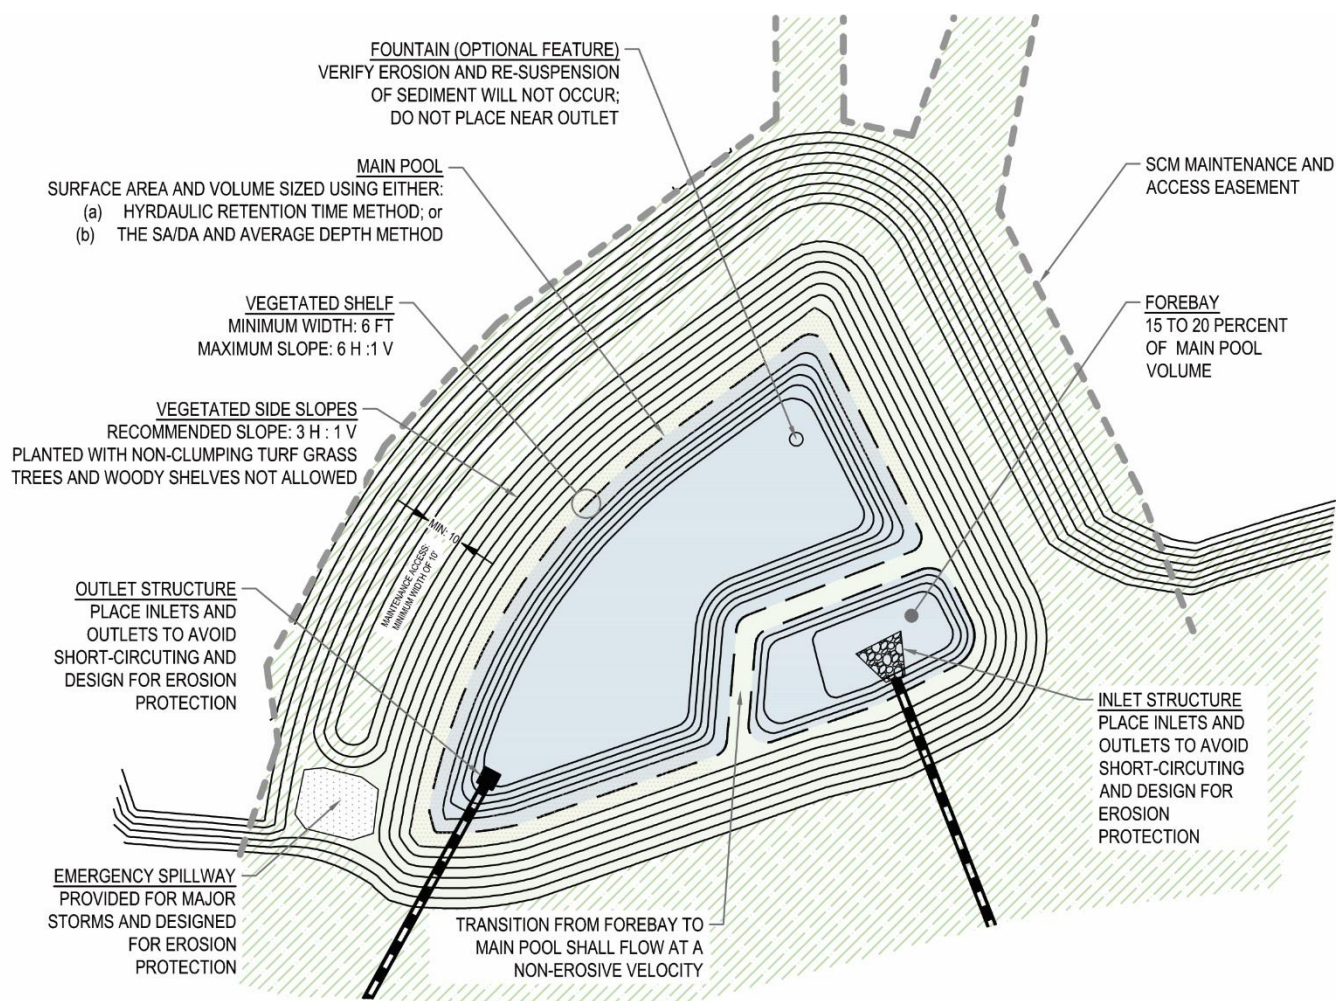 FOUNTAIN (OPTIONAL FEATURE)
VERIFY EROSION AND RE-SUSPENSION
OF SEDIMENT WILL NOT OCCUR;
DO NOT PLACE NEAR OUTLET
MAIN POOL
SURFACE AREA AND VOLUME SIZED USING EITHER:
(a) HYRDAULIC RETENTION TIME METHOD; or
(b) THE SA/DA AND AVERAGE DEPTH METHOD
SCM MAINTENANCE AND
ACCESS EASEMENT
VEGETATED SHELF
MINIMUM WIDTH: 6 FT
MAXIMUM SLOPE: 6 H :1 V
FOREBAY
15 TO 20 PERCENT
OF MAIN POOL
VOLUME
VEGETATED SIDE SLOPES
RECOMMENDED SLOPE: 3 H : 1 V
PLANTED WITH NON-CLUMPING TURF GRASS
TREES AND WOODY SHELVES NOT ALLOWED
MIN: 10'
MAINTENANCE ACCESS:
MINIMUM WIDTH OF 10'
OUTLET STRUCTURE
PLACE INLETS AND
OUTLETS TO AVOID
SHORT-CIRCUTING AND
DESIGN FOR EROSION
PROTECTION
INLET STRUCTURE
PLACE INLETS AND
OUTLETS TO AVOID
SHORT-CIRCUTING
AND DESIGN FOR
EROSION
PROTECTION
EMERGENCY SPILLWAY
PROVIDED FOR MAJOR
STORMS AND DESIGNED
FOR EROSION
PROTECTION
TRANSITION FROM FOREBAY TO
MAIN POOL SHALL FLOW AT A
NON-EROSIVE VELOCITY